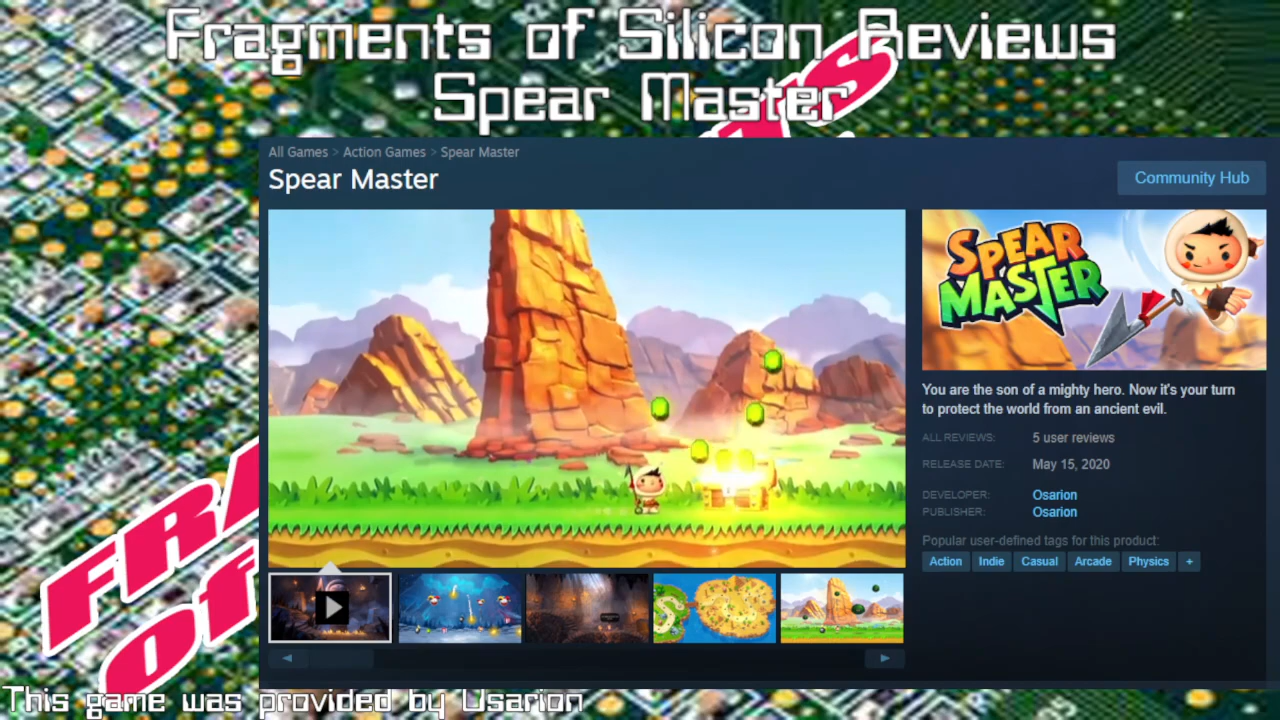 Fragments of Silicon Reviews
Spear Master
All Games > Action Games > Spear Master
Spear Master
Community Hub
SPEAR
MASTER
You are the son of a mighty hero. Now it's your turn
to protect the world from an ancient evil.
ALL REVIEWS: 5 user reviews
RELEASE DATE: May 15, 2020
DEVELOPER: Osarion
PUBLISHER: Osarion
Popular user-defined tags for this product:
Action Indie Casual Arcade Physics +
FRA
Of
This game was provided by Usarion